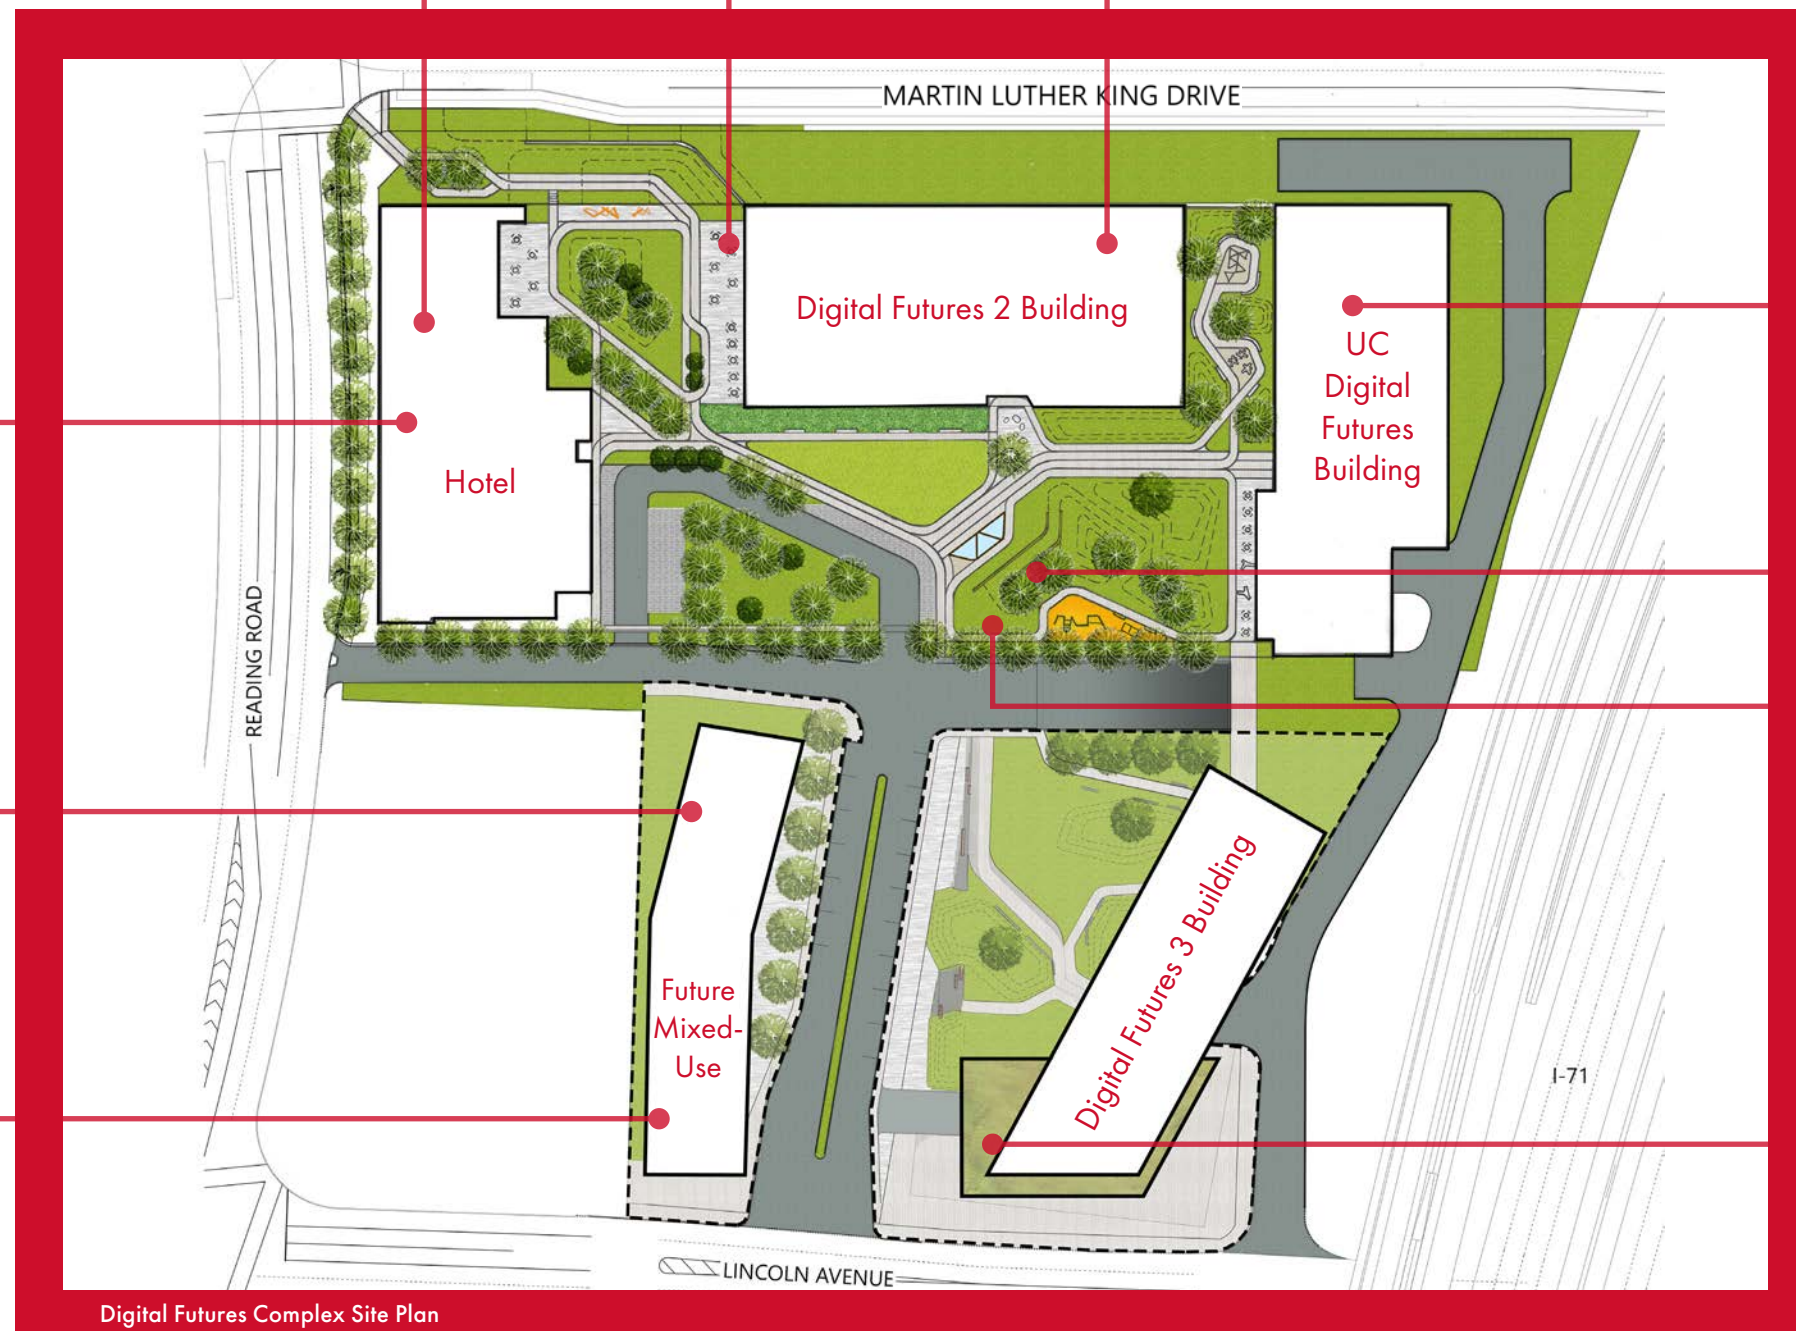 MARTIN LUTHER KING DRIVE
Digital Futures 2 Building
UC
Digital
Futures
Building
Hotel
READING ROAD
Future
Mixed-
Use
Digital Futures 3 Building
I-71
LINCOLN AVENUE
Digital Futures Complex Site Plan